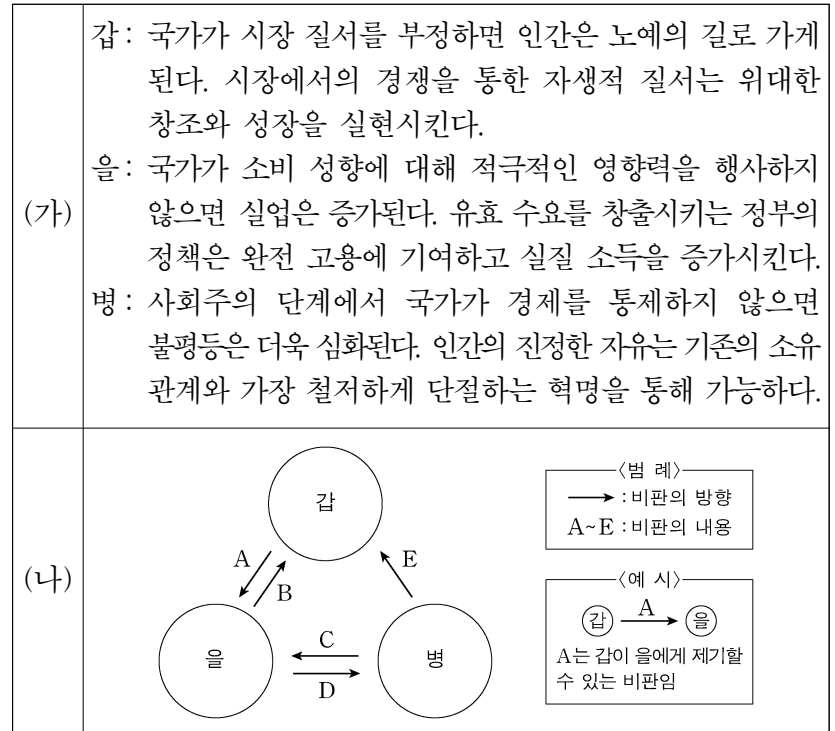 (가)
갑: 국가가 시장 질서를 부정하면 인간은 노예의 길로 가게
된다. 시장에서의 경쟁을 통한 자생적 질서는 위대한
창조와 성장을 실현시킨다.
을: 국가가 소비 성향에 대해 적극적인 영향력을 행사하지
않으면 실업은 증가된다. 유효 수요를 창출시키는 정부의
정책은 완전 고용에 기여하고 실질 소득을 증가시킨다.
병: 사회주의 단계에서 국가가 경제를 통제하지 않으면
불평등은 더욱 심화된다. 인간의 진정한 자유는 기존의 소유
관계와 가장 철저하게 단절하는 혁명을 통해 가능하다.
(나)
갑
A
B
E
을
C
D
병
〈범 례〉
→ : 비판의 방향
A~E : 비판의 내용
〈예 시〉
갑 A → 을
A는 갑이 을에게 제기할
수 있는 비판임